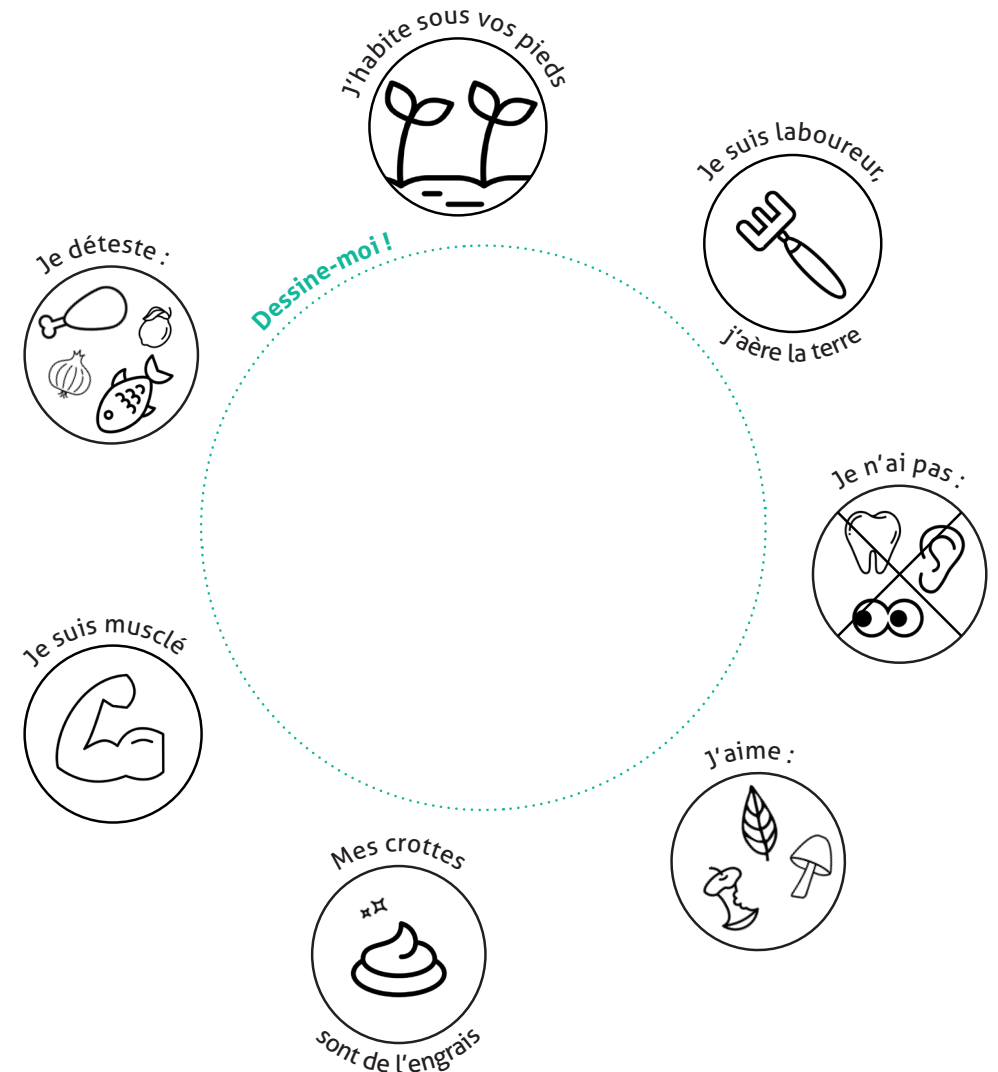 J'habite sous vos pieds
Je suis laboureur,
j'aère la terre
Je déteste :
Dessine-moi !
Je n'ai pas :
Je suis musclé
J'aime :
Mes crottes
sont de l'engrais